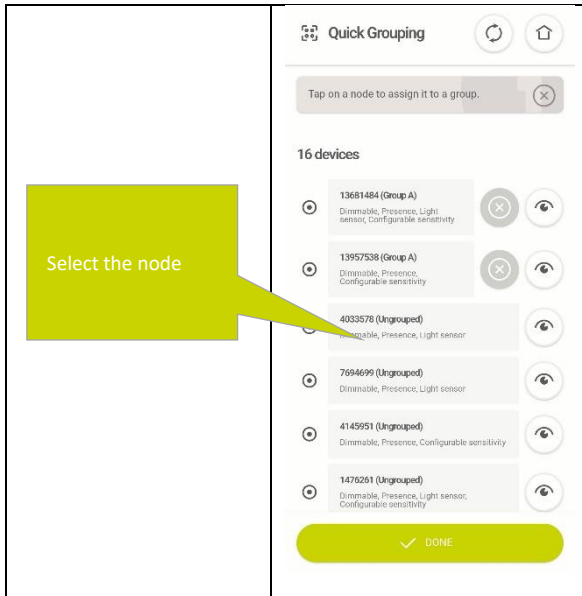 Quick Grouping
Tap on a node to assign it to a group.
16 devices
13681484 (Group A)
Dimmable, Presence, Light
sensor, Configurable sensitivity
13957538 (Group A)
Dimmable, Presence,
Configurable sensitivity
Select the node
4033578 (Ungrouped)
Dimmable, Presence, Light sensor
7694699 (Ungrouped)
Dimmable, Presence, Light sensor
4145951 (Ungrouped)
Dimmable, Presence, Configurable sensitivity
1476261 (Ungrouped)
Dimmable, Presence, Light sensor,
Configurable sensitivity
DONE